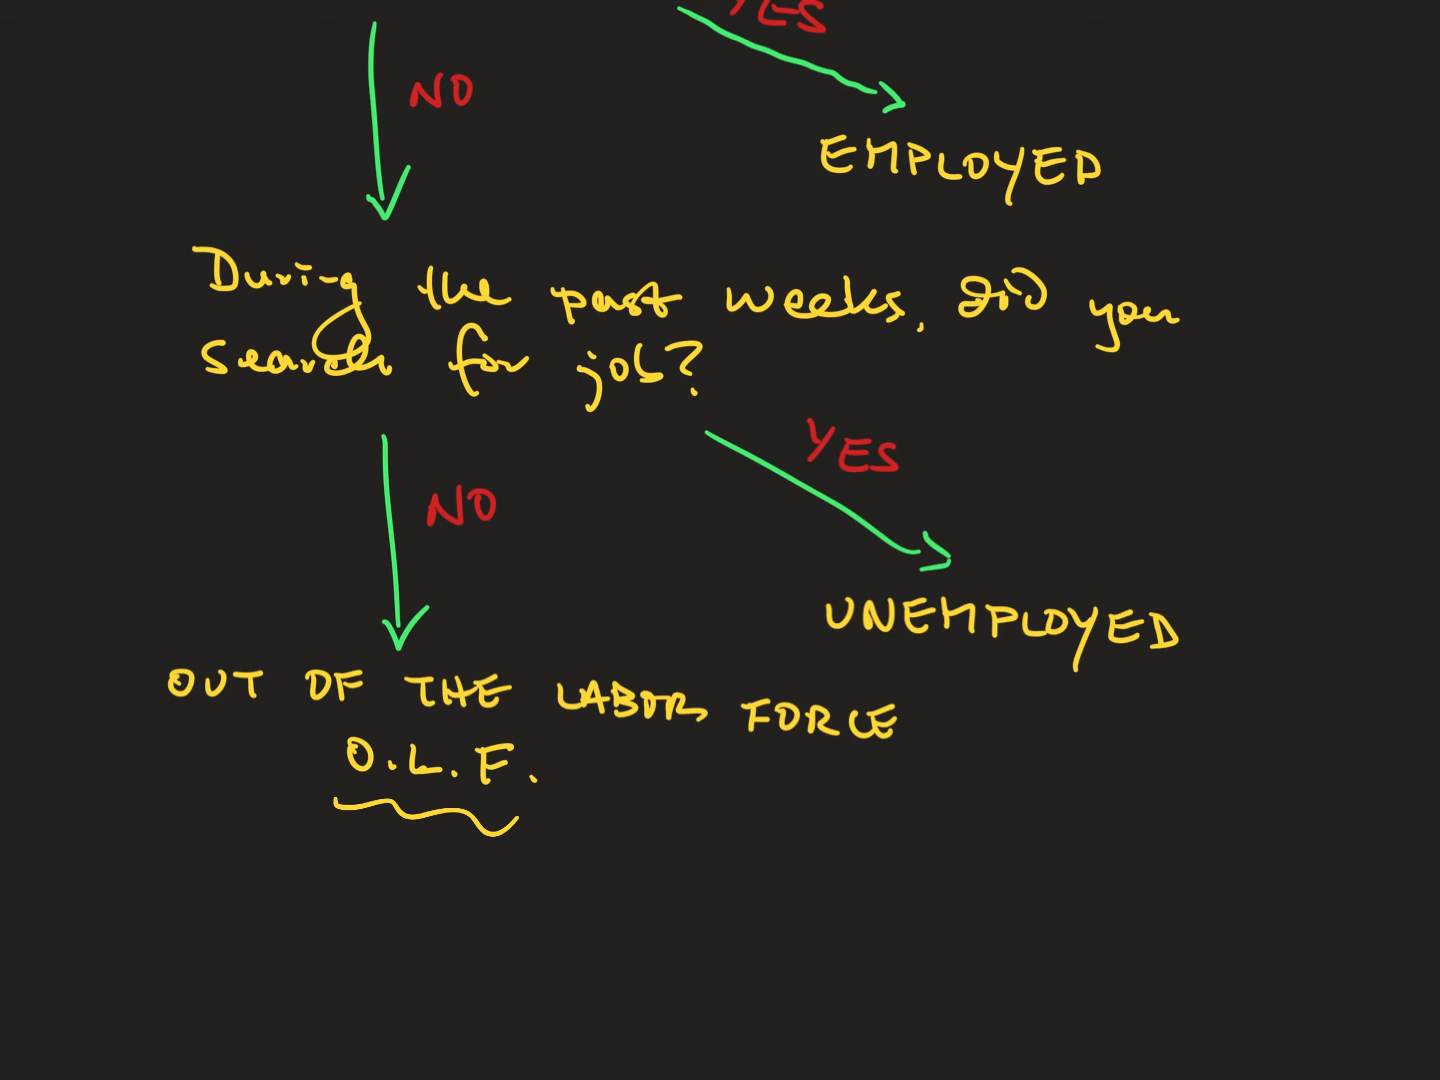 YES
NO
EMPLOYED
During the past weeks, did you
search for job?
YES
NO
UNEMPLOYED
OUT OF THE LABOR FORCE
O.L.F.